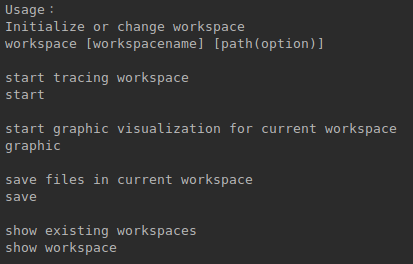 Usage：
Initialize or change workspace
workspace [workspacename] [path(option)]
start tracing workspace
start
start graphic visualization for current workspace
graphic
save files in current workspace
save
show existing workspaces
show workspace